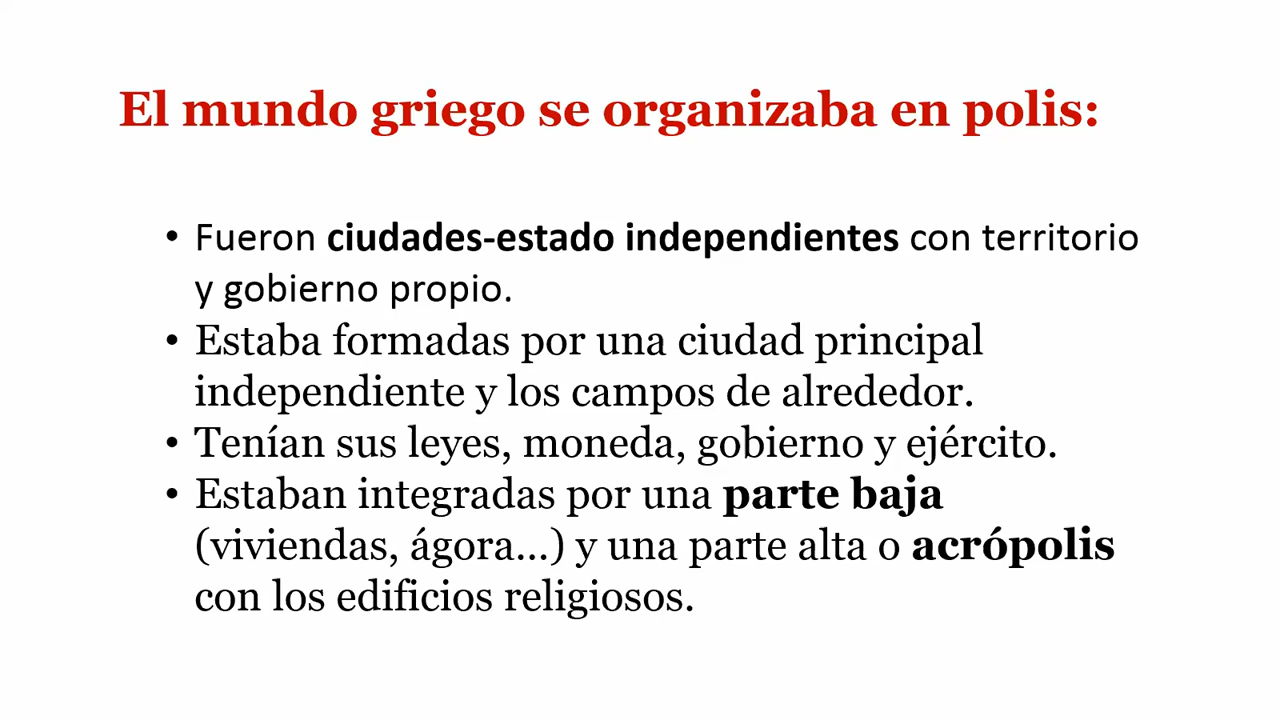 El mundo griego se organizaba en polis:
• Fueron ciudades-estado independientes con territorio
y gobierno propio.
• Estaba formadas por una ciudad principal
independiente y los campos de alrededor.
• Tenían sus leyes, moneda, gobierno y ejército.
• Estaban integradas por una parte baja
(viviendas, ágora...) y una parte alta o acrópolis
con los edificios religiosos.